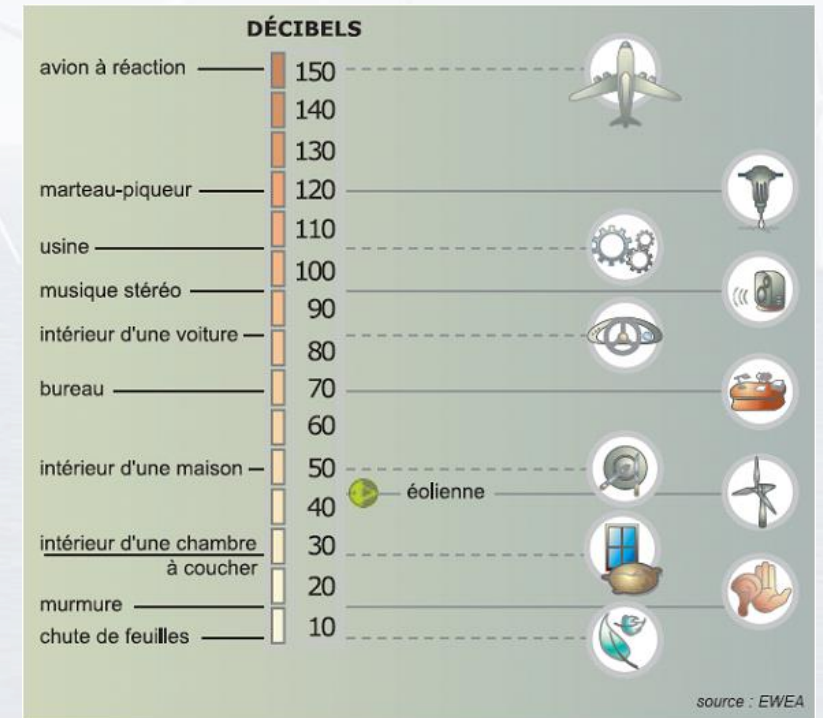 DÉCIBELS
avion à réaction 150
140
130
marteau-piqueur 120
110
usine
100
musique stéréo
90
intérieur d'une voiture
80
bureau 70
60
intérieur d'une maison 50
éolienne
40
intérieur d'une chambre 30
à coucher
20
murmure
10
chute de feuilles
source : EWEA